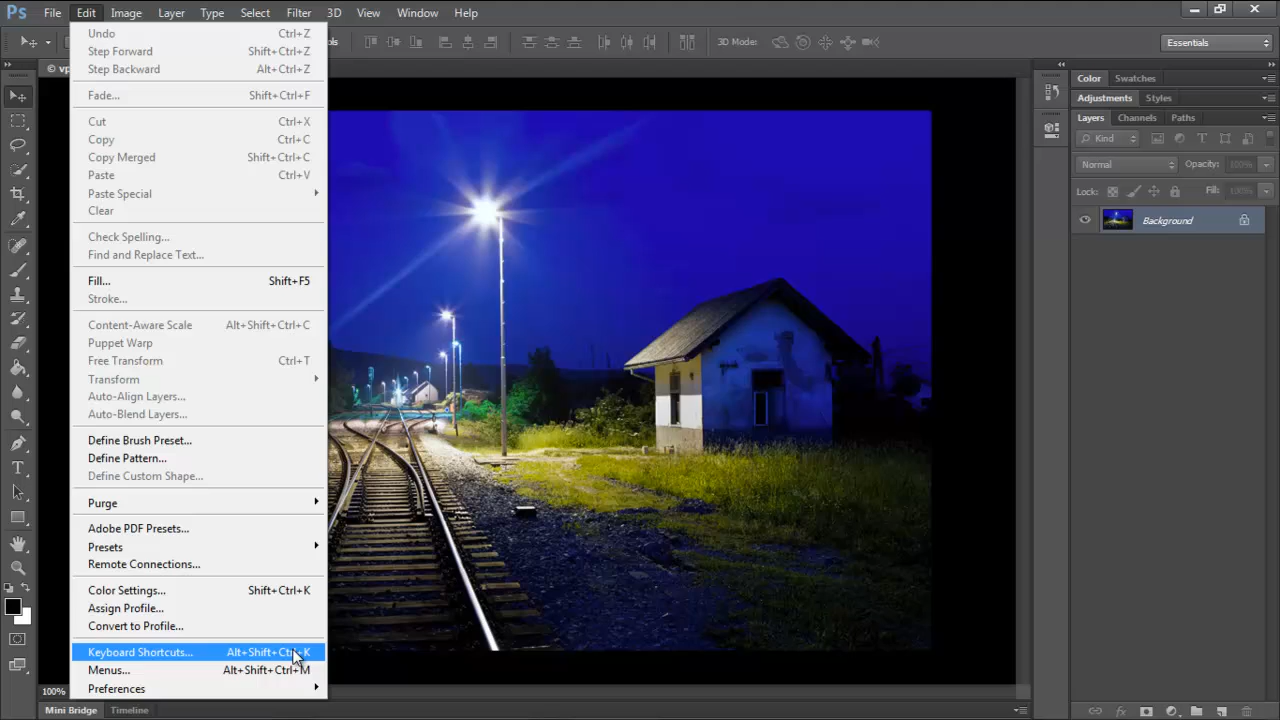 Ps File Edit Image Layer Type Select Filter 3D View Window Help
3D Mode: Essentials
Undo Ctrl+Z
Step Forward Shift+Ctrl+Z
Step Backward Alt+Ctrl+Z
Fade... Shift+Ctrl+F
Cut Ctrl+X
Copy Ctrl+C
Copy Merged Shift+Ctrl+C
Paste Ctrl+V
Paste Special
Clear
Check Spelling...
Find and Replace Text...
Fill... Shift+F5
Stroke...
Content-Aware Scale Alt+Shift+Ctrl+C
Puppet Warp
Free Transform Ctrl+T
Transform
Auto-Align Layers...
Auto-Blend Layers...
Define Brush Preset...
Define Pattern...
Define Custom Shape...
Purge
Adobe PDF Presets...
Presets
Remote Connections...
Color Settings... Shift+Ctrl+K
Assign Profile...
Convert to Profile...
Keyboard Shortcuts... Alt+Shift+Ctrl+K
Menus... Alt+Shift+Ctrl+M
Preferences
Color Swatches
Adjustments Styles
Layers Channels Paths
Kind
Normal Opacity: 100%
Lock: Fill: 100%
Background
100%
Mini Bridge Timeline